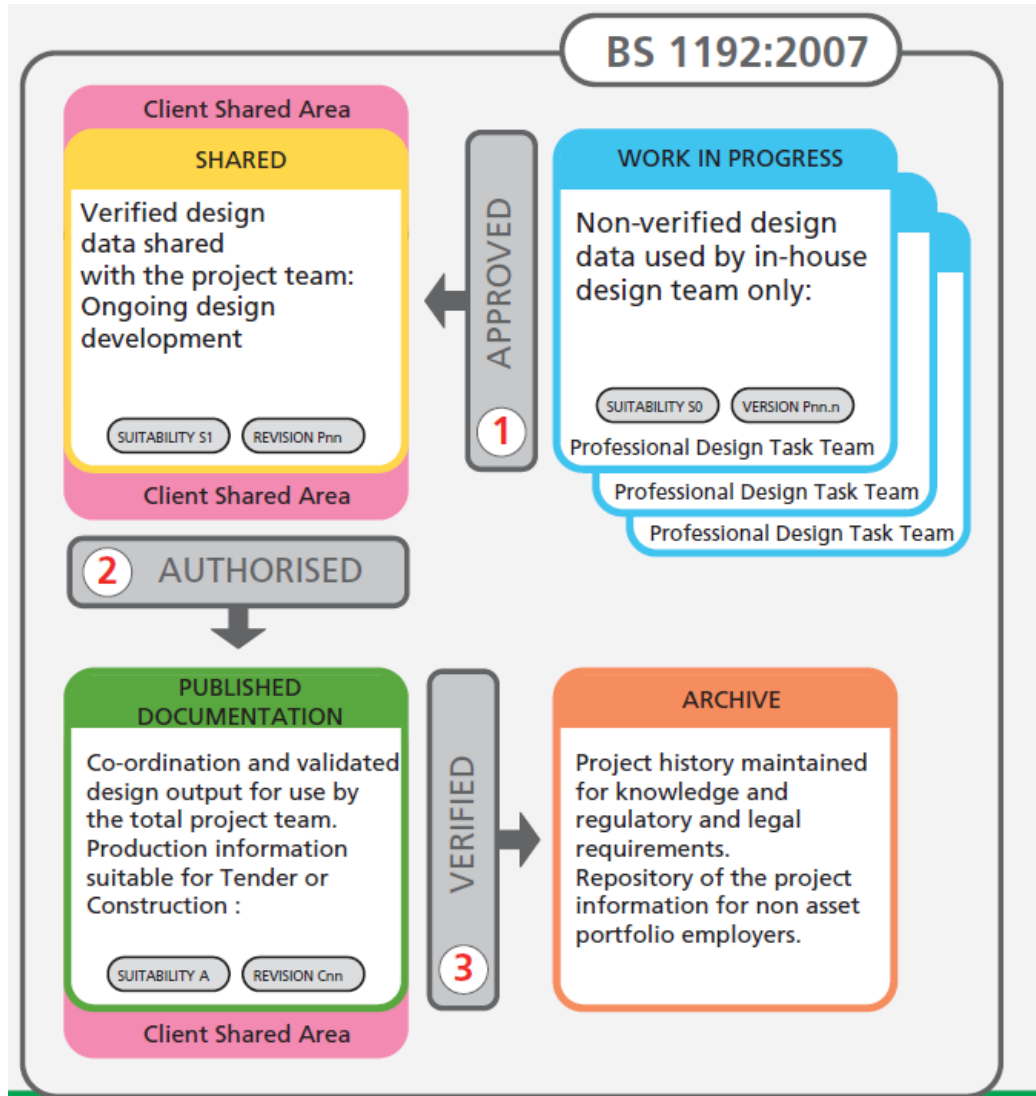 BS 1192:2007
Client Shared Area
SHARED
Verified design
data shared
with the project team:
Ongoing design
development
SUITABILITY S1
REVISION Pnn
Client Shared Area
APPROVED
1
WORK IN PROGRESS
Non-verified design
data used by in-house
design team only:
SUITABILITY S0
VERSION Pnn.n
Professional Design Task Team
Professional Design Task Team
Professional Design Task Team
2
AUTHORISED
PUBLISHED
DOCUMENTATION
Co-ordination and validated
design output for use by
the total project team.
Production information
suitable for Tender or
Construction :
SUITABILITY A
REVISION Cnn
Client Shared Area
VERIFIED
3
ARCHIVE
Project history maintained
for knowledge and
regulatory and legal
requirements.
Repository of the project
information for non asset
portfolio employers.